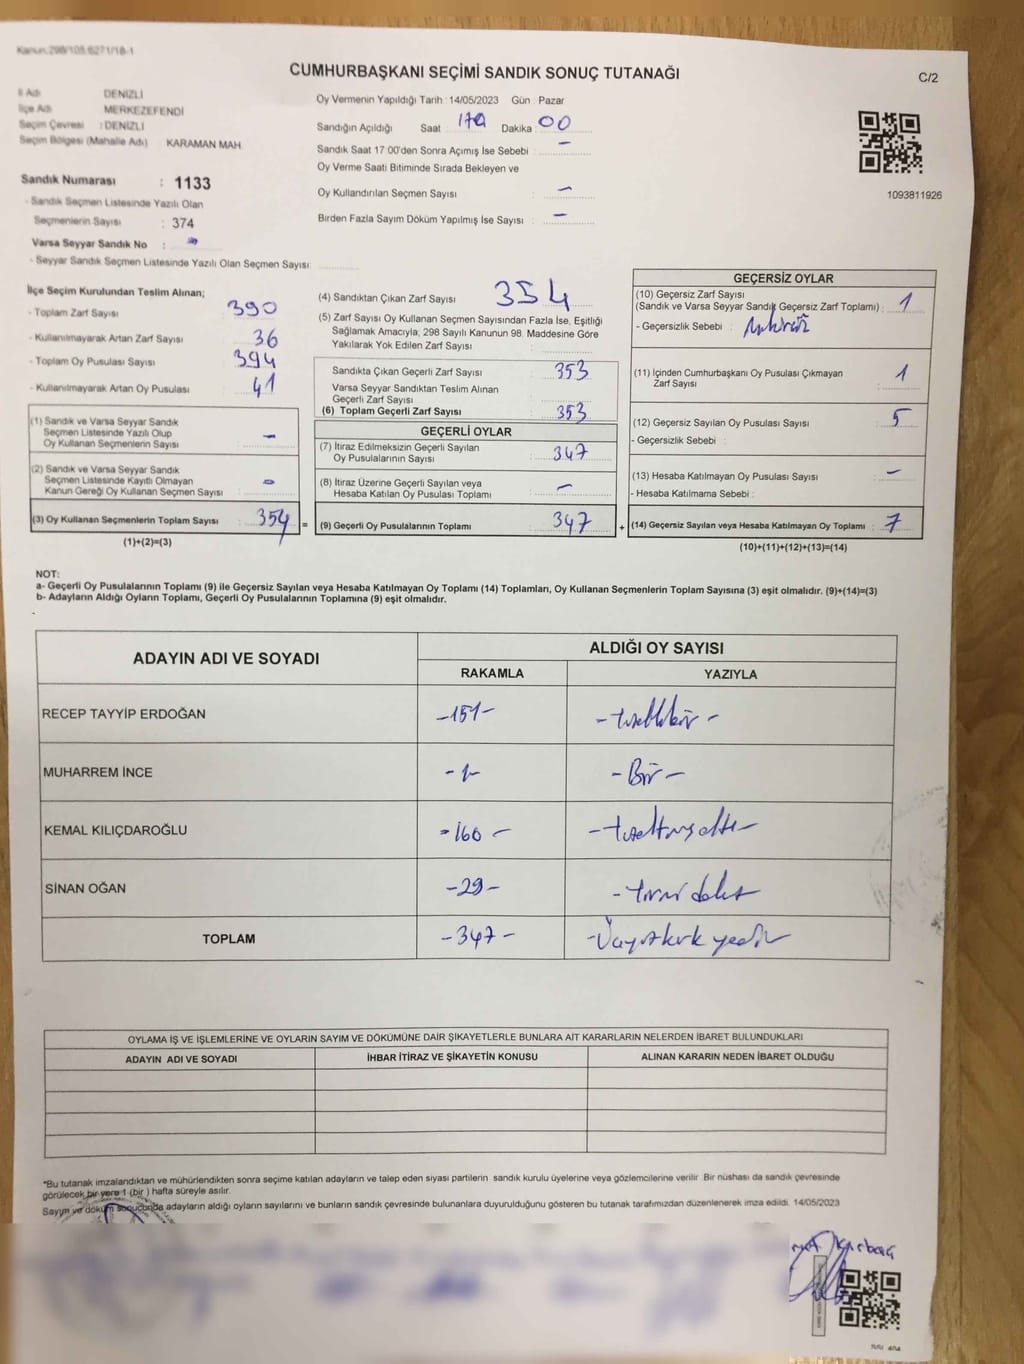 Kanun.298/105.6271/18-1
CUMHURBAŞKANI SEÇİMİ SANDIK SONUÇ TUTANAĞI
C/2
İl Adı DENİZLİ
İlçe Adı MERKEZEFENDİ
Seçim Çevresi : DENİZLİ
Seçim Bölgesi (Mahalle Adı) KARAMAN MAH.
Sandık Numarası : 1133
- Sandık Seçmen Listesinde Yazılı Olan
Seçmenlerin Sayısı : 374
Varsa Seyyar Sandık No :
- Seyyar Sandık Seçmen Listesinde Yazılı Olan Seçmen Sayısı:
Oy Vermenin Yapıldığı Tarih : 14/05/2023 Gün : Pazar
Sandığın Açıldığı Saat Dakika : 00
Sandık Saat 17.00'den Sonra Açımış İse Sebebi : -
Oy Verme Saati Bitiminde Sırada Bekleyen ve
Oy Kullandırılan Seçmen Sayısı : -
Birden Fazla Sayım Döküm Yapılmış İse Sayısı : -
1093811926
İlçe Seçim Kurulundan Teslim Alınan;
- Toplam Zarf Sayısı : 390
- Kullanılmayarak Artan Zarf Sayısı : 36
- Toplam Oy Pusulası Sayısı : 394
- Kullanılmayarak Artan Oy Pusulası : 41
(1) Sandık ve Varsa Seyyar Sandık
Seçmen Listesinde Yazılı Olup
Oy Kullanan Seçmenlerin Sayısı : -
(2) Sandık ve Varsa Seyyar Sandık
Seçmen Listesinde Kayıtlı Olmayan
Kanun Gereği Oy Kullanan Seçmen Sayısı : -
(3) Oy Kullanan Seçmenlerin Toplam Sayısı : 354 =
(1)+(2)=(3)
(4) Sandıktan Çıkan Zarf Sayısı : 354
(5) Zarf Sayısı Oy Kullanan Seçmen Sayısından Fazla İse, Eşitliği
Sağlamak Amacıyla, 298 Sayılı Kanunun 98. Maddesine Göre
Yakılarak Yok Edilen Zarf Sayısı :
Sandıkta Çıkan Geçerli Zarf Sayısı : 353
Varsa Seyyar Sandıktan Teslim Alınan
Geçerli Zarf Sayısı :
(6) Toplam Geçerli Zarf Sayısı : 353
GEÇERLİ OYLAR
(7) İtiraz Edilmeksizin Geçerli Sayılan
Oy Pusulalarının Sayısı : 347
(8) İtiraz Üzerine Geçerli Sayılan veya
Hesaba Katılan Oy Pusulası Toplamı : -
(9) Geçerli Oy Pusulalarının Toplamı : 347 +
GEÇERSİZ OYLAR
(10) Geçersiz Zarf Sayısı
(Sandık ve Varsa Seyyar Sandık Geçersiz Zarf Toplamı) : 1
- Geçersizlik Sebebi :
(11) İçinden Cumhurbaşkanı Oy Pusulası Çıkmayan
Zarf Sayısı : 1
(12) Geçersiz Sayılan Oy Pusulası Sayısı : 5
- Geçersizlik Sebebi :
(13) Hesaba Katılmayan Oy Pusulası Sayısı : -
- Hesaba Katılmama Sebebi :
(14) Geçersiz Sayılan veya Hesaba Katılmayan Oy Toplamı : 7
(10)+(11)+(12)+(13)=(14)
NOT:
a- Geçerli Oy Pusulalarının Toplamı (9) ile Geçersiz Sayılan veya Hesaba Katılmayan Oy Toplamı (14) Toplamları, Oy Kullanan Seçmenlerin Toplam Sayısına (3) eşit olmalıdır. (9)+(14)=(3)
b- Adayların Aldığı Oyların Toplamı, Geçerli Oy Pusulalarının Toplamına (9) eşit olmalıdır.
ADAYIN ADI VE SOYADI ALDIĞI OY SAYISI
RAKAMLA YAZIYLA
RECEP TAYYİP ERDOĞAN -151- -yüzellibir-
MUHARREM İNCE -1- -Bir-
KEMAL KILIÇDAROĞLU -166- -yüzaltmışaltı-
SİNAN OĞAN -29- -yirmi dokuz
TOPLAM -347- -Üçyüzkırk yedi-
OYLAMA İŞ VE İŞLEMLERİNE VE OYLARIN SAYIM VE DÖKÜMÜNE DAİR ŞİKAYETLERLE BUNLARA AİT KARARLARIN NELERDEN İBARET BULUNDUKLARI
ADAYIN ADI VE SOYADI İHBAR İTİRAZ VE ŞİKAYETİN KONUSU ALINAN KARARIN NEDEN İBARET OLDUĞU
*Bu tutanak imzalandıktan ve mühürlendikten sonra seçime katılan adayların ve talep eden siyasi partilerin sandık kurulu üyelerine veya gözlemcilerine verilir. Bir nüshası da sandık çevresinde
görülecek bir yere 1 (bir ) hafta süreyle asılır.
Sayım ve döküm sonucunda adayların aldığı oyların sayılarını ve bunların sandık çevresinde bulunanlara duyurulduğunu gösteren bu tutanak tarafımızdan düzenlenerek imza edildi. 14/05/2023